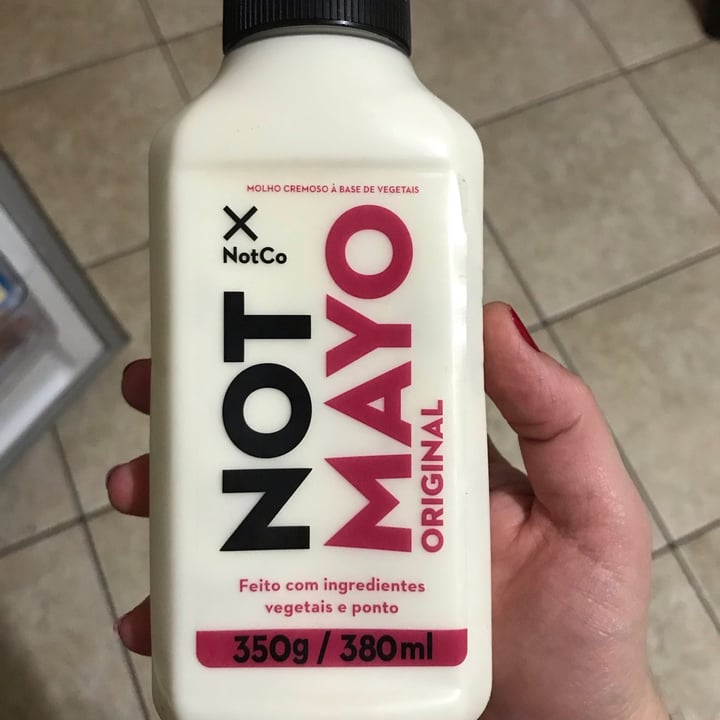 MOLHO CREMOSO À BASE DE VEGETAIS
NotCo
NOT
MAYO
ORIGINAL
Feito com ingredientes
vegetais e ponto
350g / 380ml